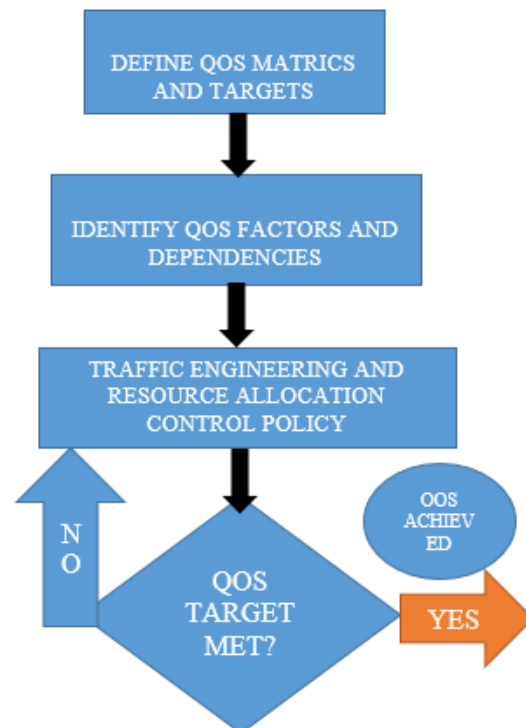 DEFINE QOS MATRICS
AND TARGETS
IDENTIFY QOS FACTORS AND
DEPENDENCIES
TRAFFIC ENGINEERING AND
RESOURCE ALLOCATION
CONTROL POLICY
N
O
QOS
TARGET
MET?
OOS
ACHIEV
ED
YES